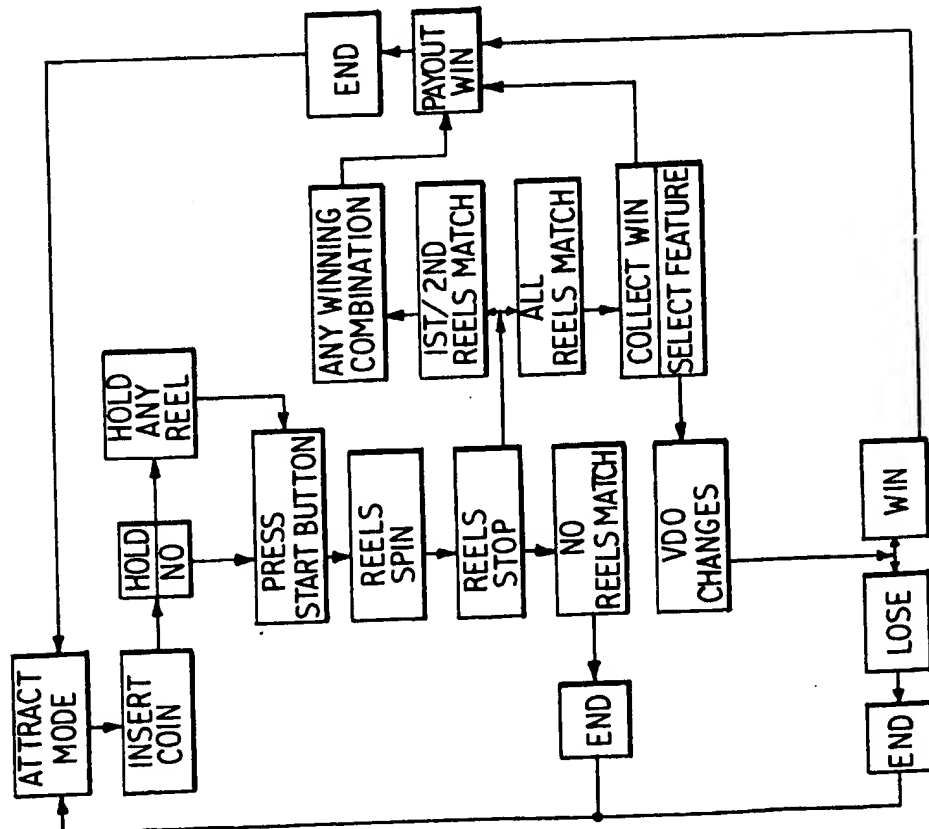 ATTRACT
MODE
INSERT
COIN
HOLD
NO
HOLD
ANY
REEL
PRESS
START BUTTON
REELS
SPIN
REELS
STOP
NO
REELS MATCH
END
ANY WINNING
COMBINATION
IST/2ND
REELS MATCH
ALL
REELS MATCH
COLLECT WIN
SELECT FEATURE
PAYOUT
WIN
END
VDO
CHANGES
WIN
LOSE
END